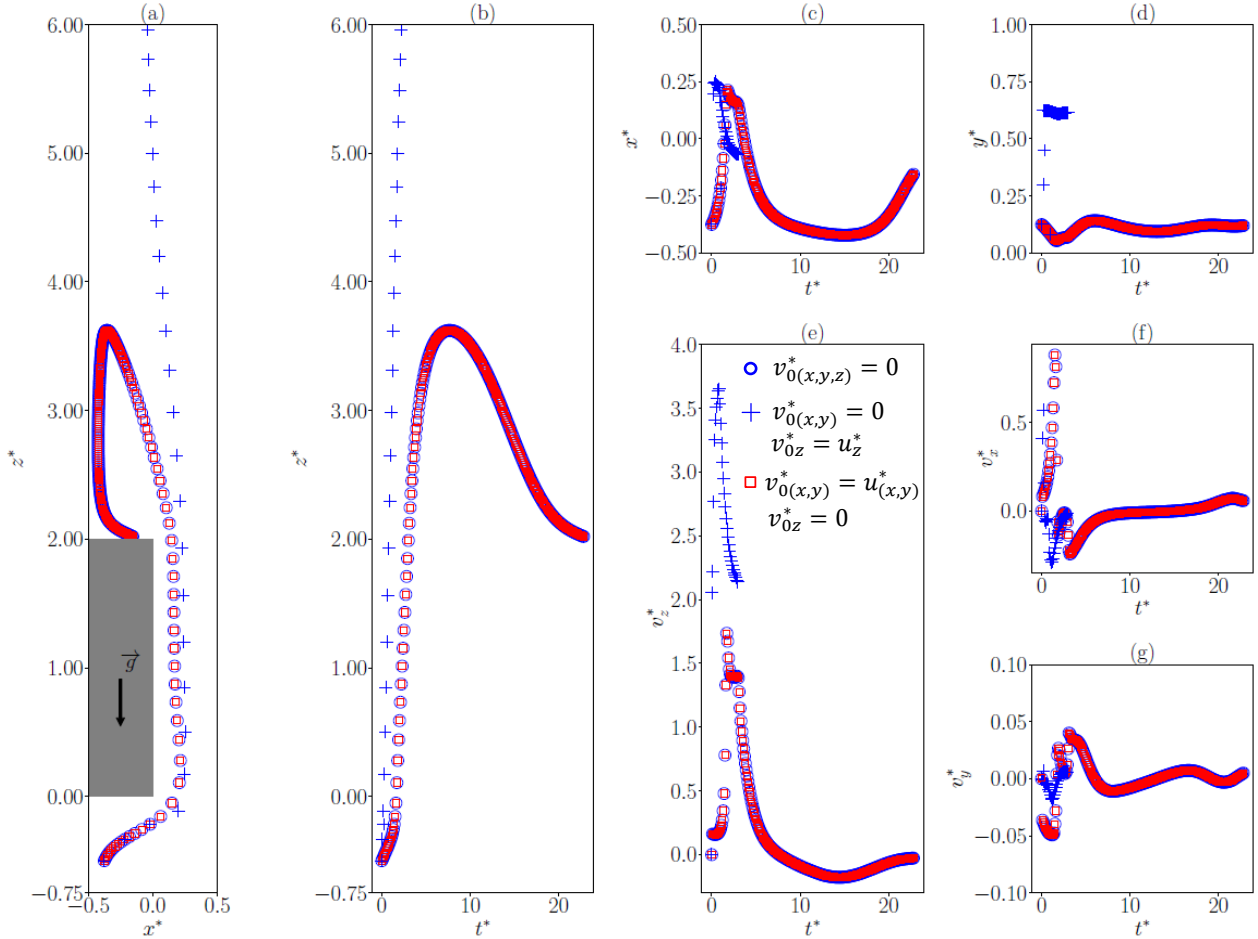 (a)
6.00
5.00
4.00
3.00
2.00
1.00
0.00
−0.75
z*
g
−0.5
0.0
0.5
x*
(b)
6.00
5.00
4.00
3.00
2.00
1.00
0.00
−0.75
z*
0
10
20
t*
(c)
0.50
0.25
0.00
−0.25
−0.50
x*
0
10
20
t*
(d)
1.00
0.75
0.50
0.25
0.00
y*
0
10
20
t*
(e)
4.0
3.5
3.0
2.5
2.0
1.5
1.0
0.5
0.0
v*z
v*0(x,y,z) = 0
v*0(x,y) = 0
v*0z = u*z
v*0(x,y) = u*(x,y)
v*0z = 0
0
10
20
t*
(f)
0.5
0.0
v*x
0
10
20
t*
(g)
0.10
0.05
0.00
−0.05
−0.10
v*y
0
10
20
t*